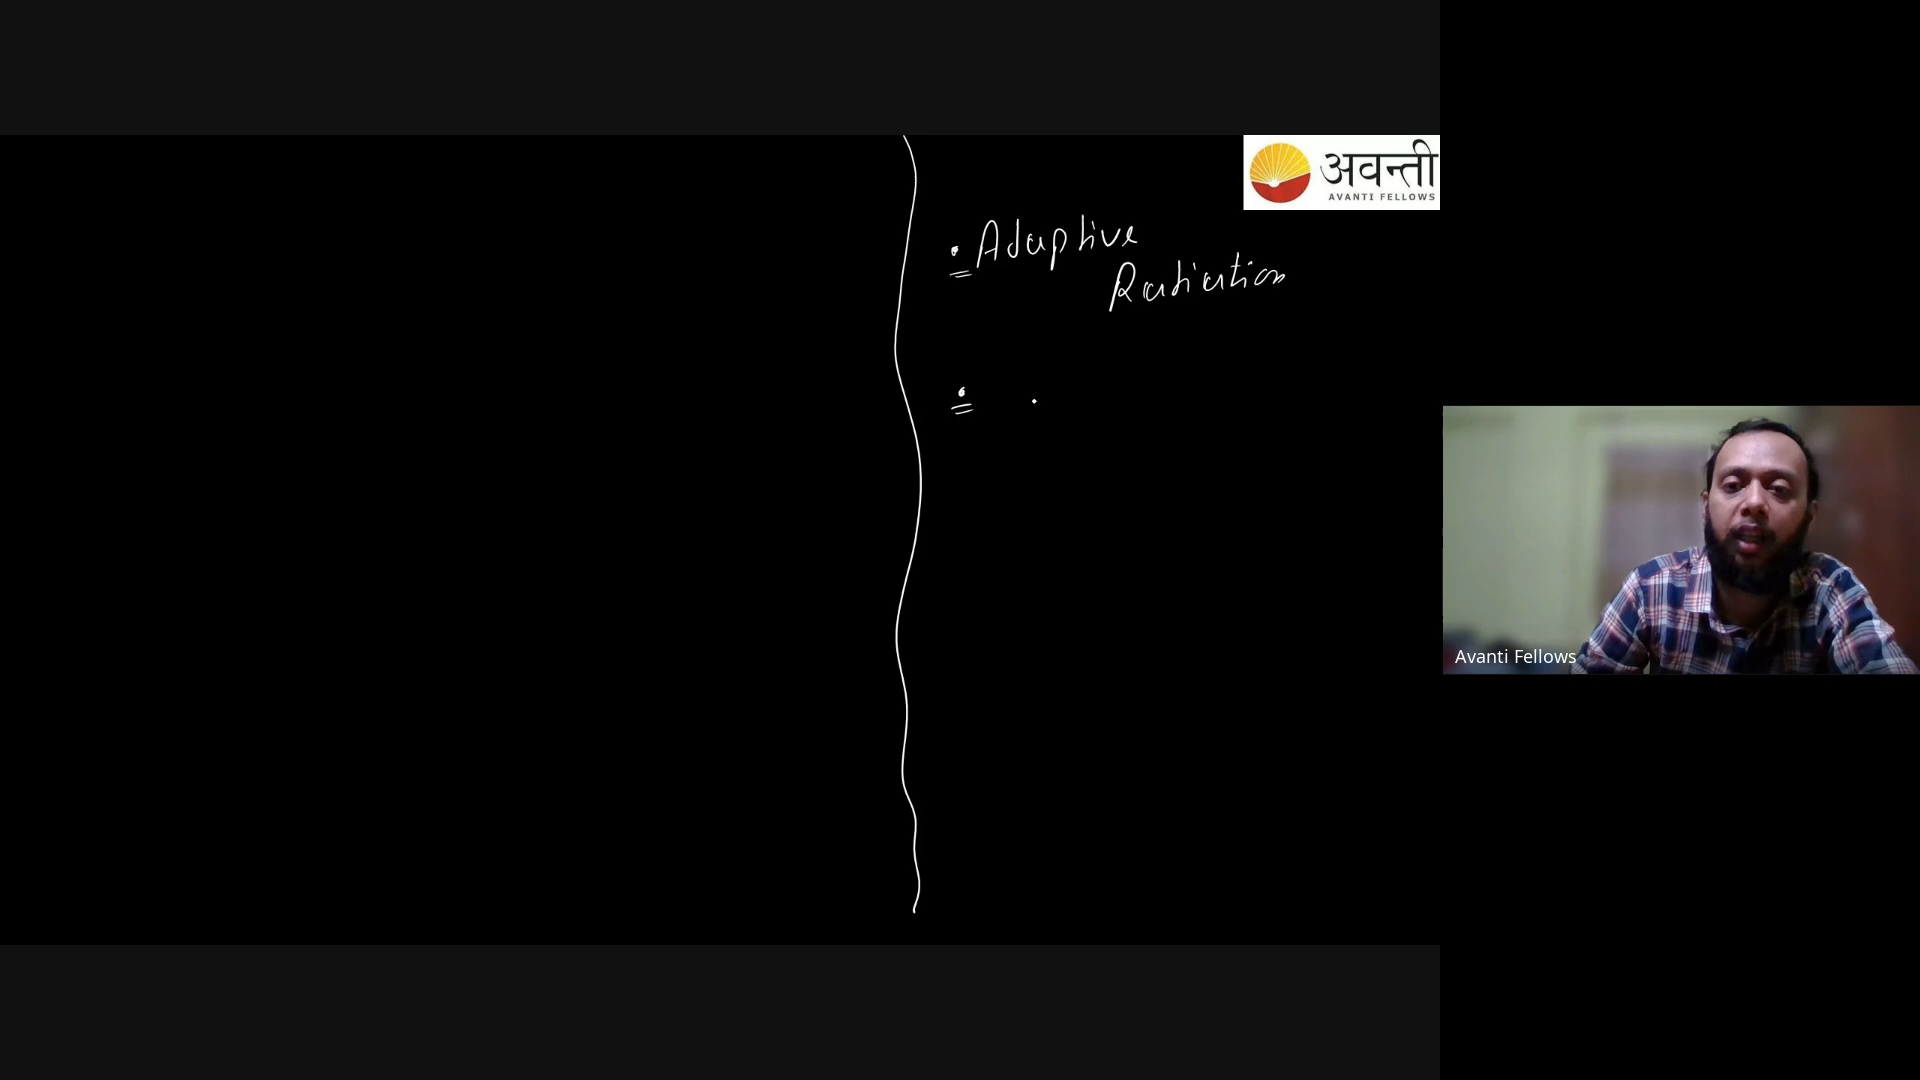 अवन्ती
AVANTI FELLOWS
• Adaptive
Radiation
•
Avanti Fellows